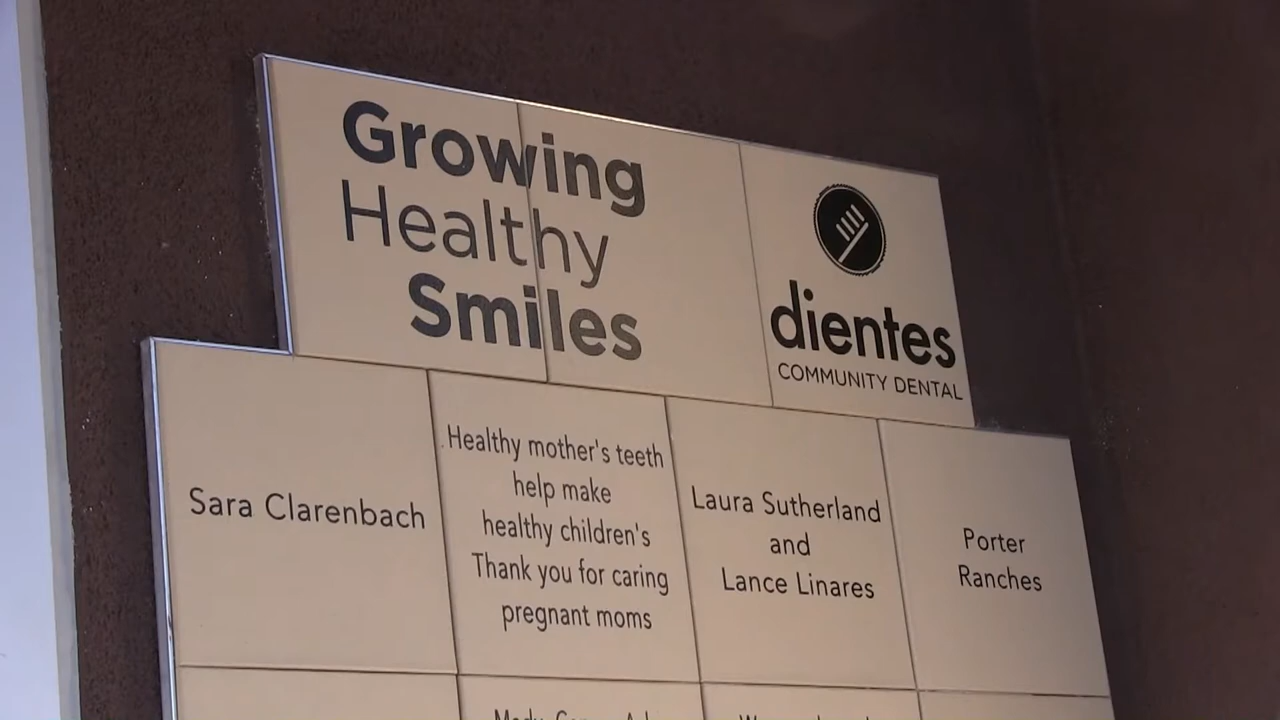 Growing
Healthy
Smiles
dientes
COMMUNITY DENTAL
Sara Clarenbach
Healthy mother's teeth
help make
healthy children's
Thank you for caring
pregnant moms
Laura Sutherland
and
Lance Linares
Porter
Ranches